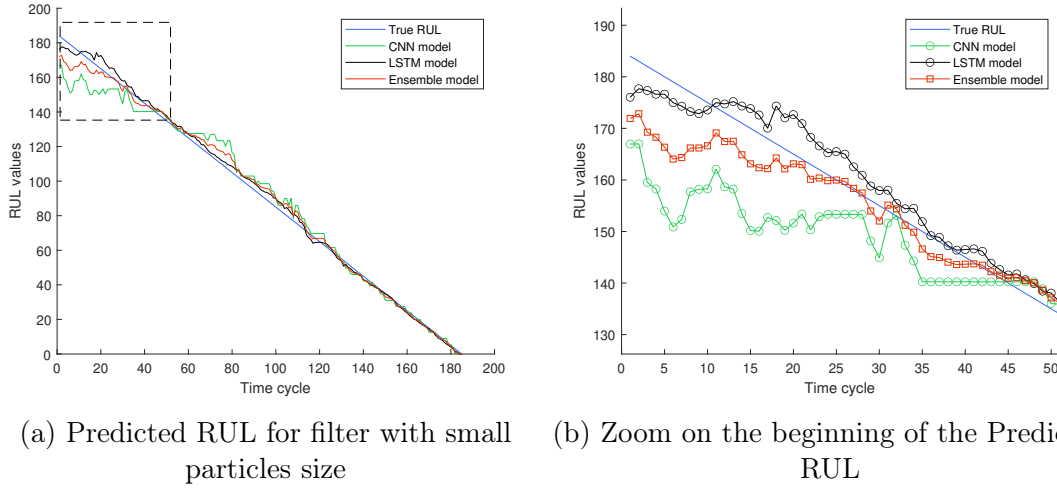 200
180
160
140
120
100
80
60
40
20
0
RUL values
0 20 40 60 80 100 120 140 160 180 200
Time cycle
True RUL
CNN model
LSTM model
Ensemble model
180
170
160
150
140
130
RUL values
0 5 10 15 20 25 30 35 40 45 50
Time cycle
True RUL
CNN model
LSTM model
Ensemble model
(a) Predicted RUL for filter with small
particles size
(b) Zoom on the beginning of the Predic
RUL